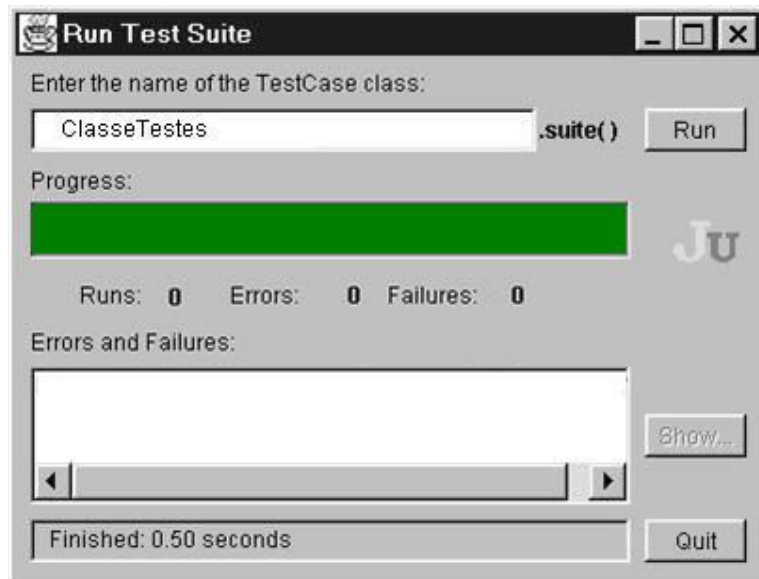 Run Test Suite
Enter the name of the TestCase class:
ClasseTestes .suite() Run
Progress:
JU
Runs: 0 Errors: 0 Failures: 0
Errors and Failures:
Show...
Finished: 0.50 seconds Quit